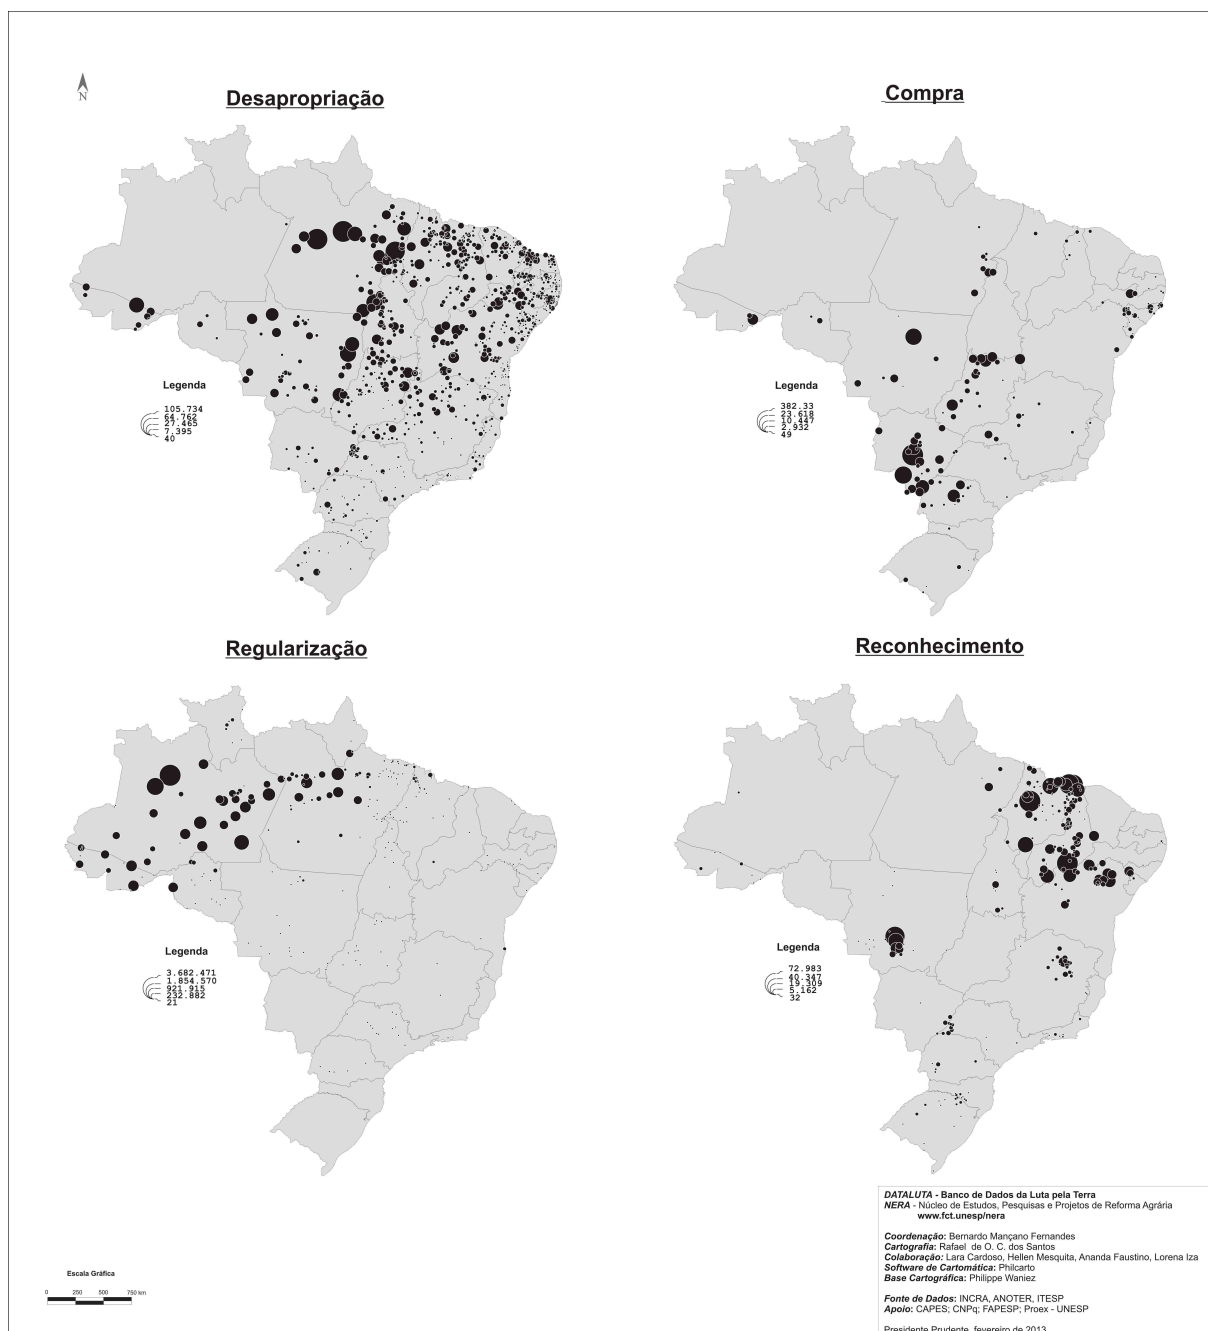 N
Desapropriação
Legenda
105.734
64.762
27.465
7.395
40
Compra
Legenda
382.33
23.618
10.447
2.932
49
Regularização
Legenda
3.682.471
1.854.570
921.915
232.882
21
Reconhecimento
Legenda
72.983
40.347
19.309
5.162
32
Escala Gráfica
0 250 500 750 km
DATALUTA - Banco de Dados da Luta pela Terra
NERA - Núcleo de Estudos, Pesquisas e Projetos de Reforma Agrária
www.fct.unesp/nera
Coordenação: Bernardo Mançano Fernandes
Cartografia: Rafael de O. C. dos Santos
Colaboração: Lara Cardoso, Hellen Mesquita, Ananda Faustino, Lorena Iza
Software de Cartomática: Philcarto
Base Cartográfica: Philippe Waniez
Fonte de Dados: INCRA, ANOTER, ITESP
Apoio: CAPES; CNPq; FAPESP; Proex - UNESP
Presidente Prudente, fevereiro de 2013